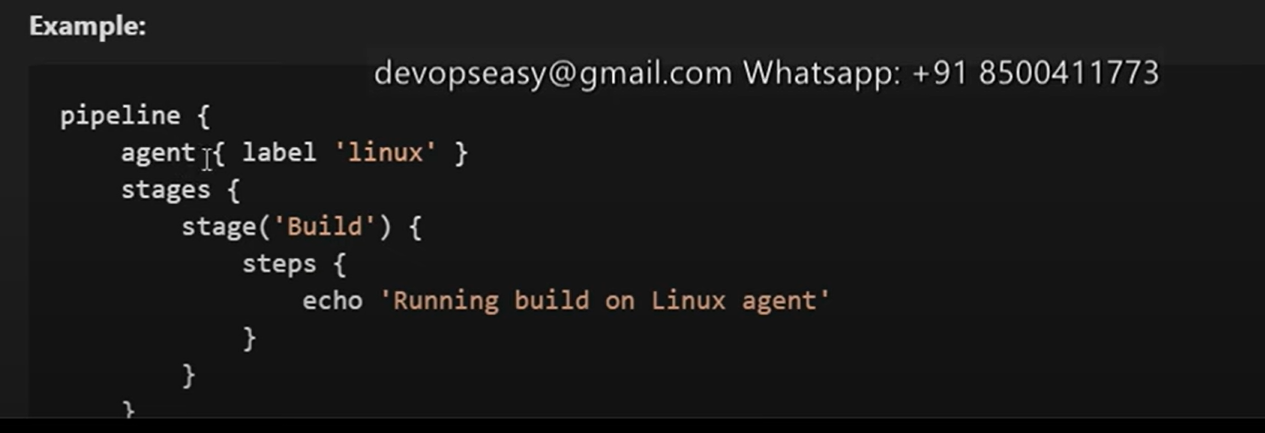 Example:
devopseasy@gmail.com Whatsapp: +91 8500411773
pipeline {
    agent { label 'linux' }
    stages {
        stage('Build') {
            steps {
                echo 'Running build on Linux agent'
            }
        }
    }